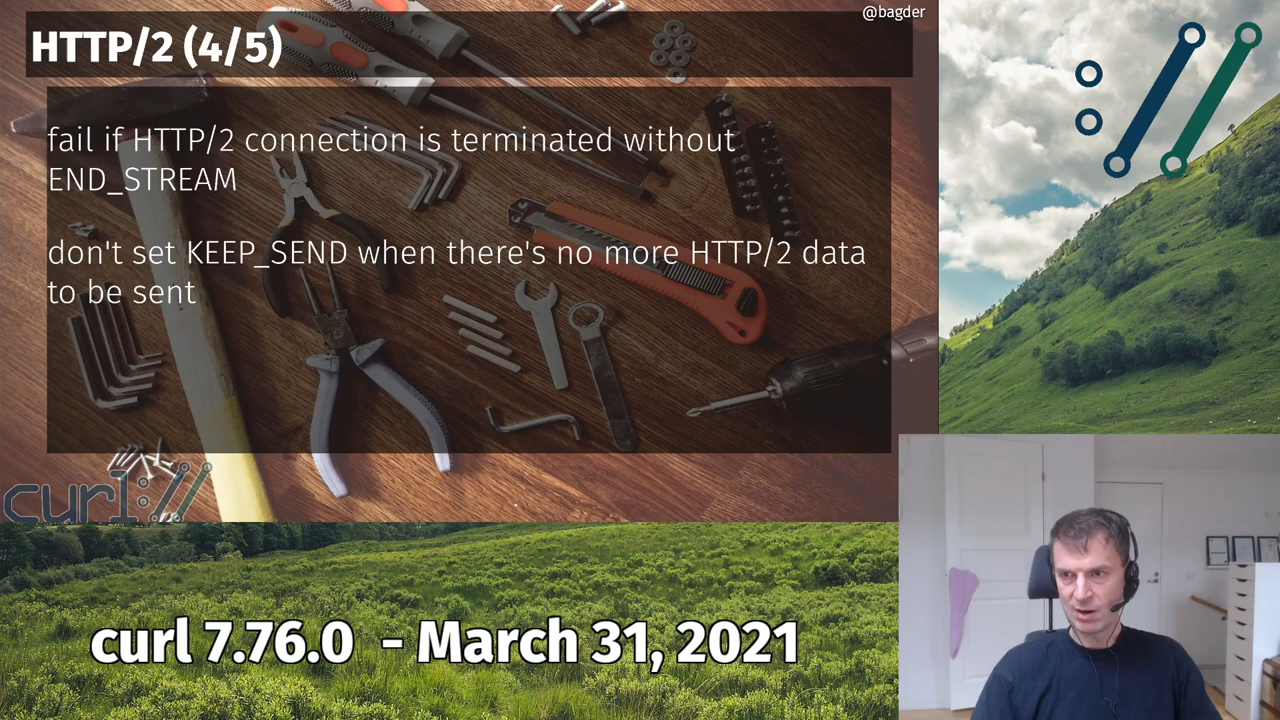 @bagder
HTTP/2 (4/5)
fail if HTTP/2 connection is terminated without
END_STREAM
don't set KEEP_SEND when there's no more HTTP/2 data
to be sent
curl://
curl 7.76.0 - March 31, 2021